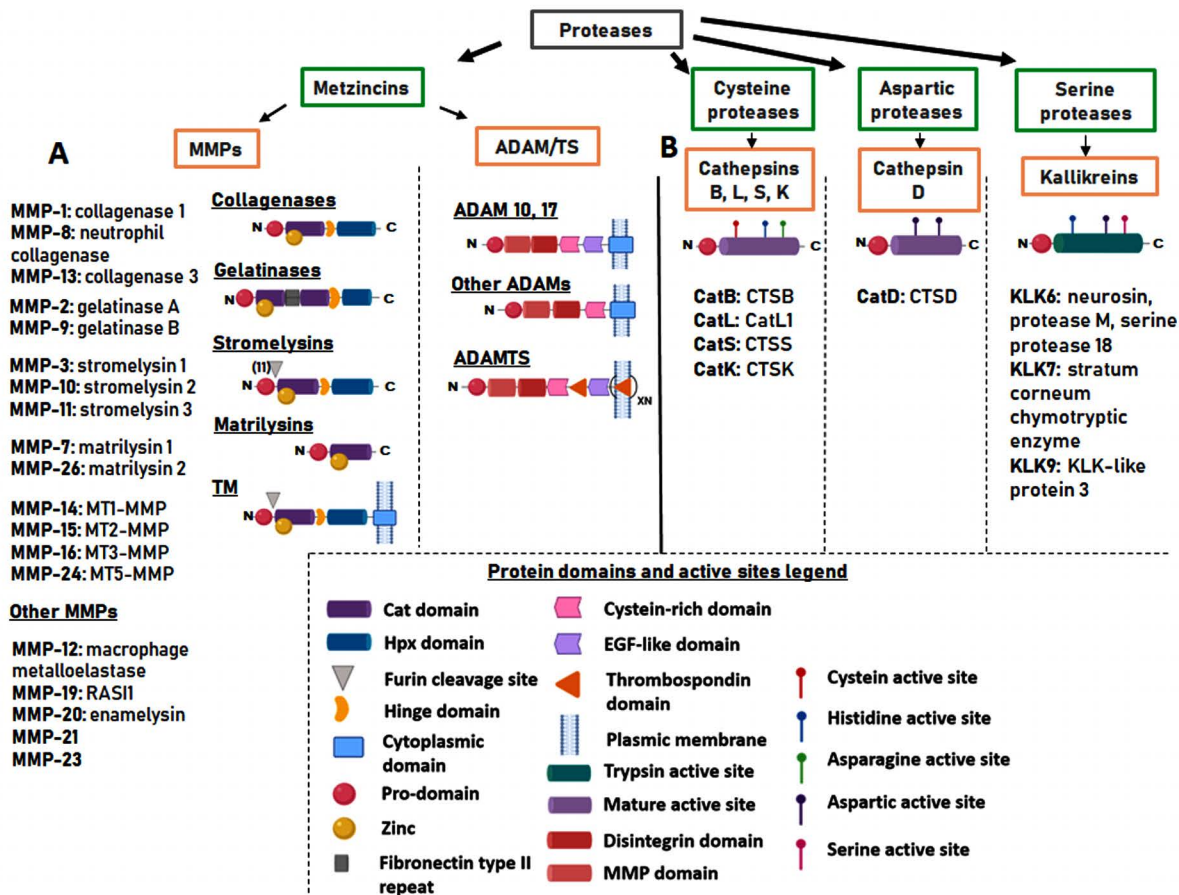 Proteases
Metzincins
Cysteine
proteases
Aspartic
proteases
Serine
proteases
A
MMPs
ADAM/TS
B
Cathepsins
B, L, S, K
Cathepsin
D
Kallikreins
MMP-1: collagenase 1
MMP-8: neutrophil
collagenase
MMP-13: collagenase 3
MMP-2: gelatinase A
MMP-9: gelatinase B
MMP-3: stromelysin 1
MMP-10: stromelysin 2
MMP-11: stromelysin 3
MMP-7: matrilysin 1
MMP-26: matrilysin 2
MMP-14: MT1-MMP
MMP-15: MT2-MMP
MMP-16: MT3-MMP
MMP-24: MT5-MMP
Other MMPs
MMP-12: macrophage
metalloelastase
MMP-19: RASI1
MMP-20: enamelysin
MMP-21
MMP-23
Collagenases
N C
Gelatinases
N C
Stromelysins
(11)
N C
Matrilysins
N C
TM
N
ADAM 10, 17
N
Other ADAMs
N
ADAMTS
N
XN
N C
CatB: CTSB
CatL: CatL1
CatS: CTSS
CatK: CTSK
N C
CatD: CTSD
N C
KLK6: neurosin,
protease M, serine
protease 18
KLK7: stratum
corneum
chymotryptic
enzyme
KLK9: KLK-like
protein 3
Protein domains and active sites legend
Cat domain
Hpx domain
Furin cleavage site
Hinge domain
Cytoplasmic
domain
Pro-domain
Zinc
Fibronectin type II
repeat
Cystein-rich domain
EGF-like domain
Thrombospondin
domain
Plasmic membrane
Trypsin active site
Mature active site
Disintegrin domain
MMP domain
Cystein active site
Histidine active site
Asparagine active site
Aspartic active site
Serine active site